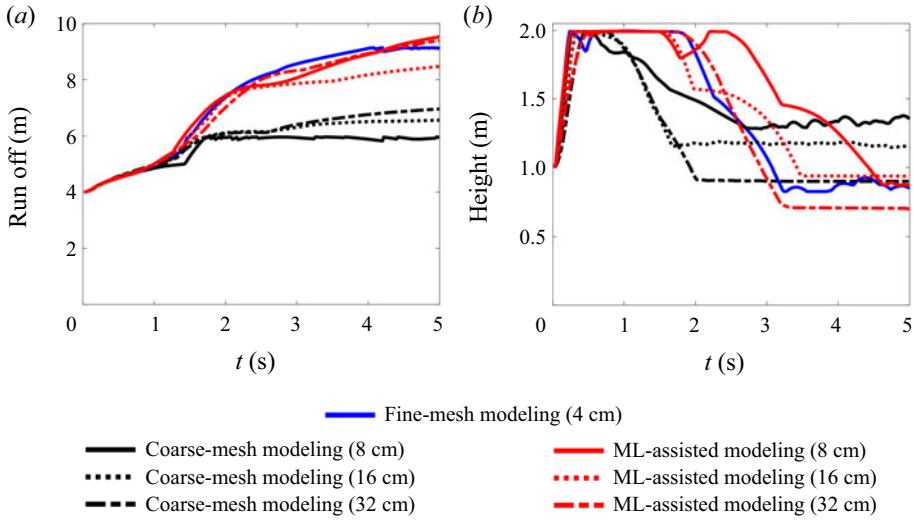 (a)
(b)
10
8
6
4
2
0
1
2
3
4
5
Run off (m)
t (s)
2.0
1.5
1.0
0.5
0
1
2
3
4
5
Height (m)
t (s)
Fine-mesh modeling (4 cm)
Coarse-mesh modeling (8 cm)
ML-assisted modeling (8 cm)
Coarse-mesh modeling (16 cm)
ML-assisted modeling (16 cm)
Coarse-mesh modeling (32 cm)
ML-assisted modeling (32 cm)